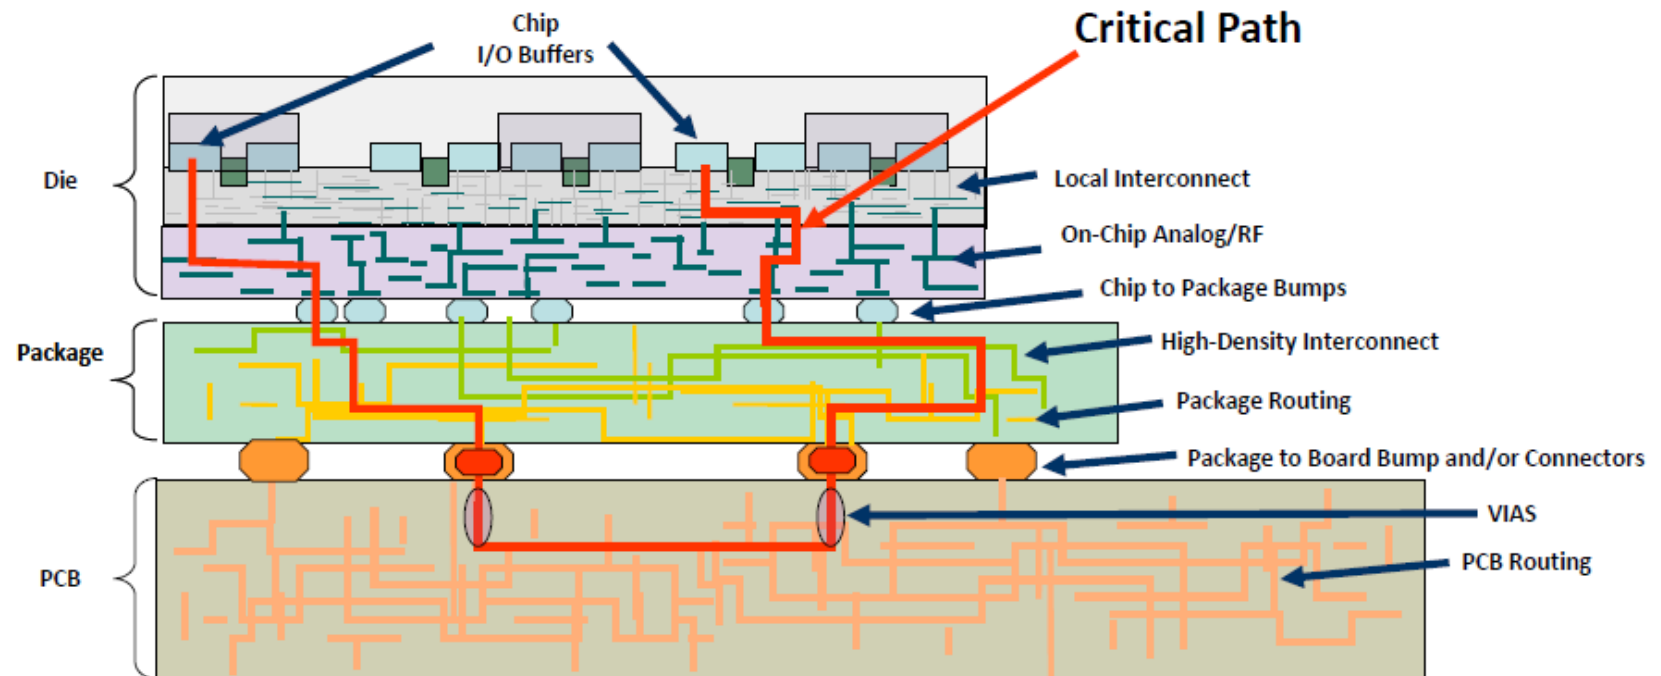 Chip
I/O Buffers
Critical Path
Die
Local Interconnect
On-Chip Analog/RF
Chip to Package Bumps
Package
High-Density Interconnect
Package Routing
Package to Board Bump and/or Connectors
VIAS
PCB
PCB Routing